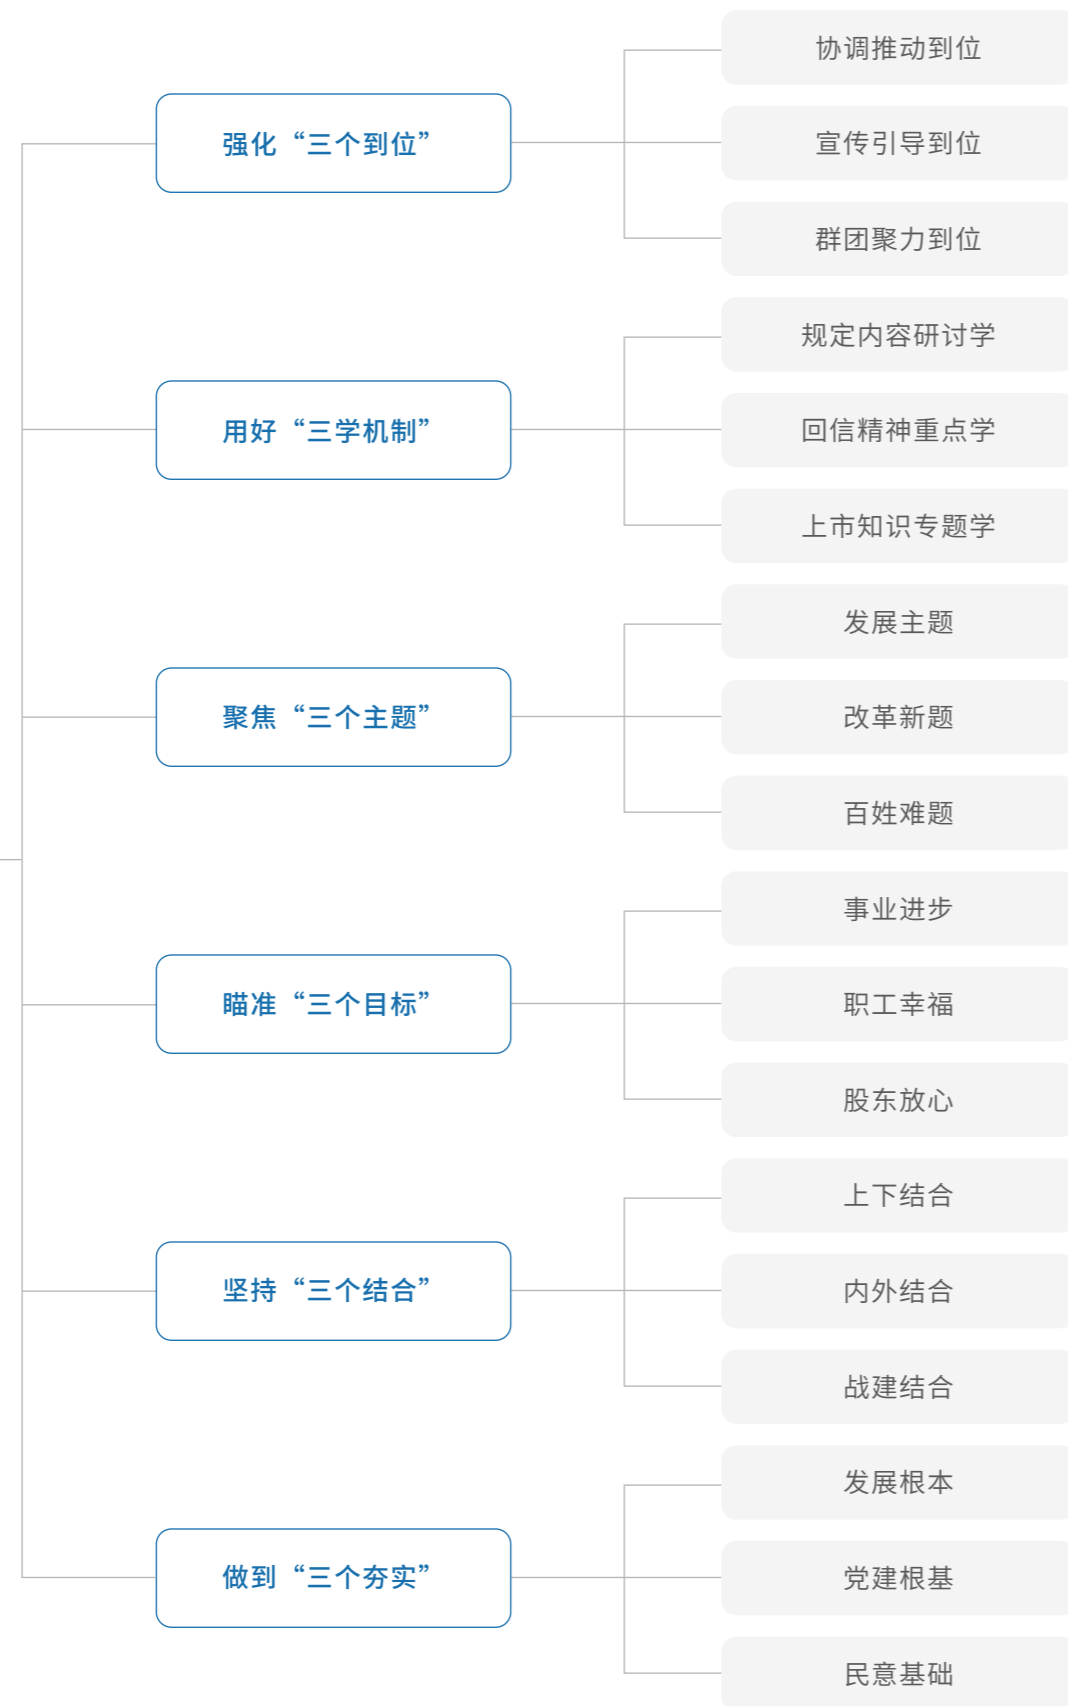 强化“三个到位”
协调推动到位
宣传引导到位
群团聚力到位
用好“三学机制”
规定内容研讨学
回信精神重点学
上市知识专题学
聚焦“三个主题”
发展主题
改革新题
百姓难题
瞄准“三个目标”
事业进步
职工幸福
股东放心
坚持“三个结合”
上下结合
内外结合
战建结合
做到“三个夯实”
发展根本
党建根基
民意基础